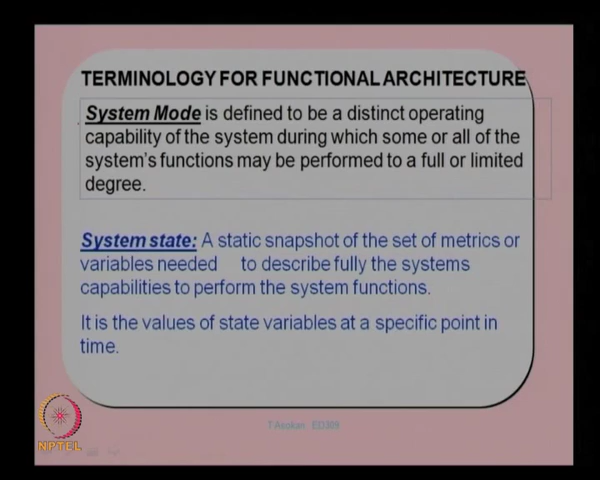 TERMINOLOGY FOR FUNCTIONAL ARCHITECTURE
System Mode is defined to be a distinct operating
capability of the system during which some or all of the
system's functions may be performed to a full or limited
degree.
System state: A static snapshot of the set of metrics or
variables needed to describe fully the systems
capabilities to perform the system functions.
It is the values of state variables at a specific point in
time.
T Asokan ED309
NPTEL